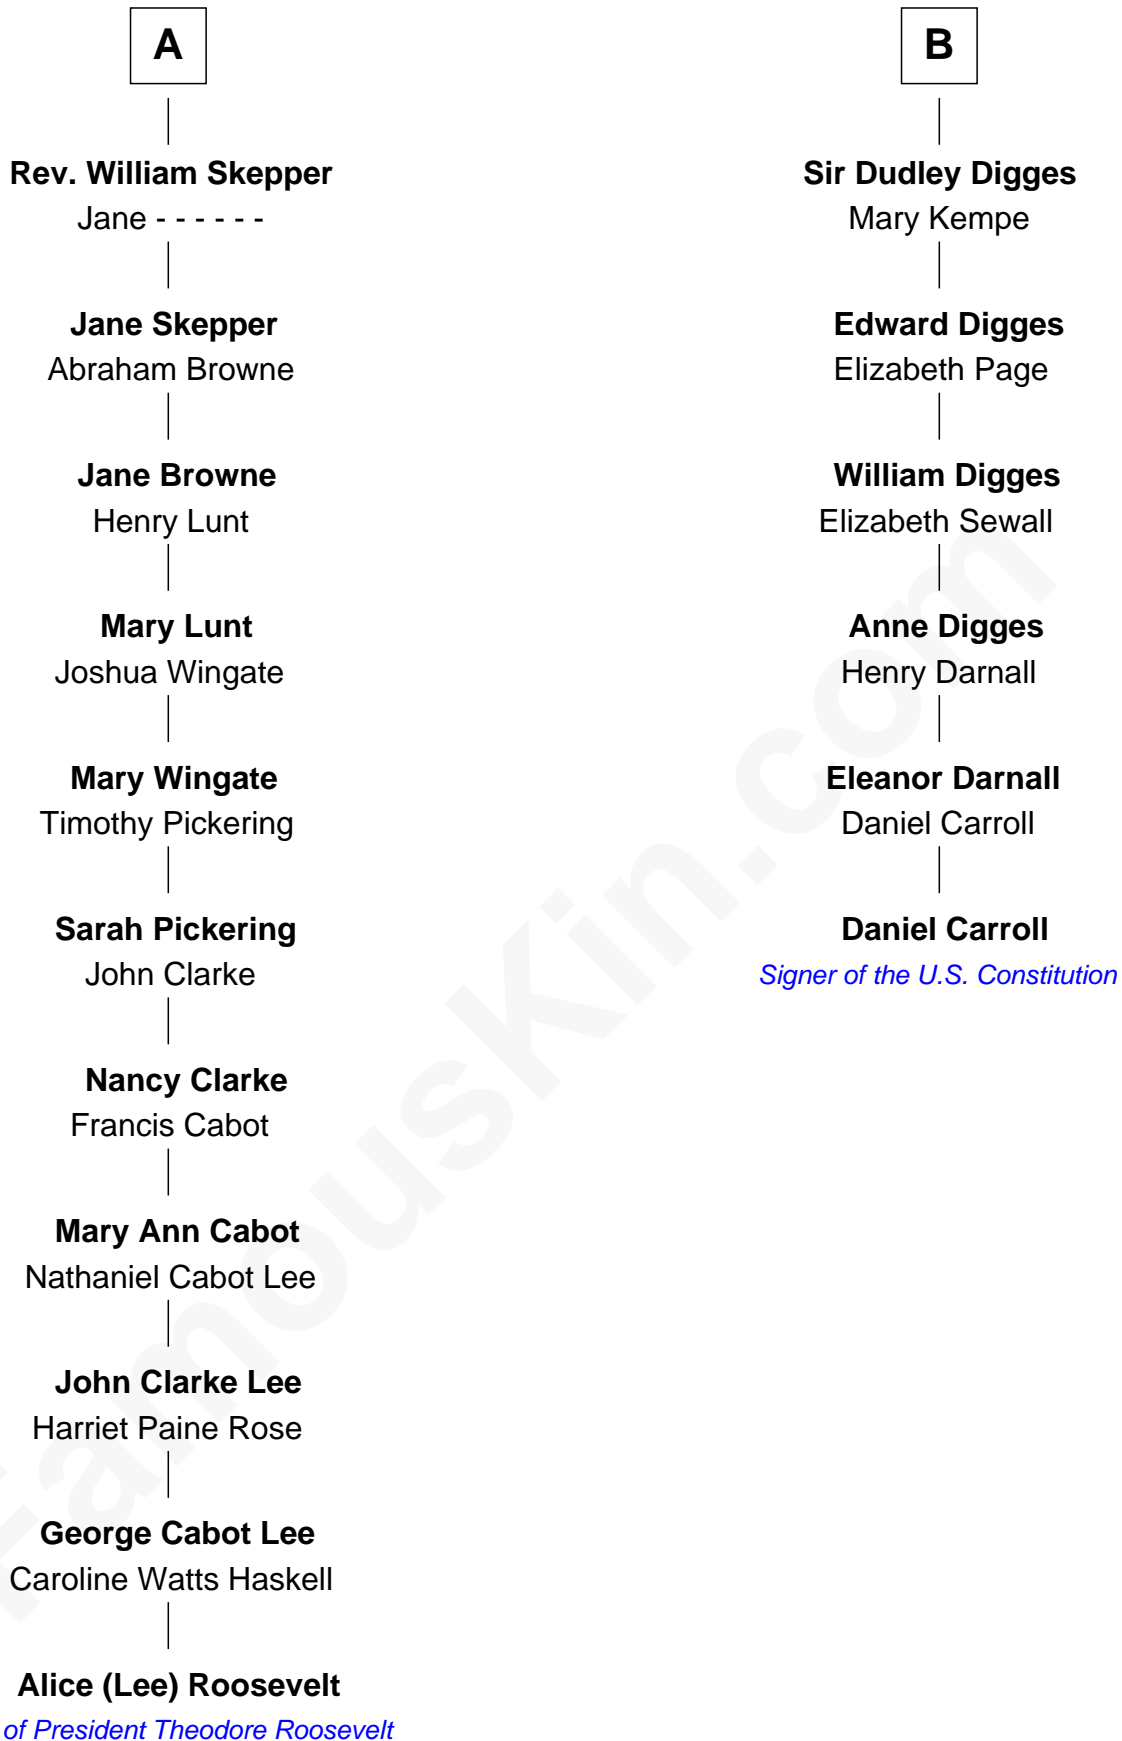 A
Rev. William Skepper
Jane - - - - - -
Jane Skepper
Abraham Browne
Jane Browne
Henry Lunt
Mary Lunt
Joshua Wingate
Mary Wingate
Timothy Pickering
Sarah Pickering
John Clarke
Nancy Clarke
Francis Cabot
Mary Ann Cabot
Nathaniel Cabot Lee
John Clarke Lee
Harriet Paine Rose
George Cabot Lee
Caroline Watts Haskell
Alice (Lee) Roosevelt
of President Theodore Roosevelt
B
Sir Dudley Digges
Mary Kempe
Edward Digges
Elizabeth Page
William Digges
Elizabeth Sewall
Anne Digges
Henry Darnall
Eleanor Darnall
Daniel Carroll
Daniel Carroll
Signer of the U.S. Constitution
FamousKin.com